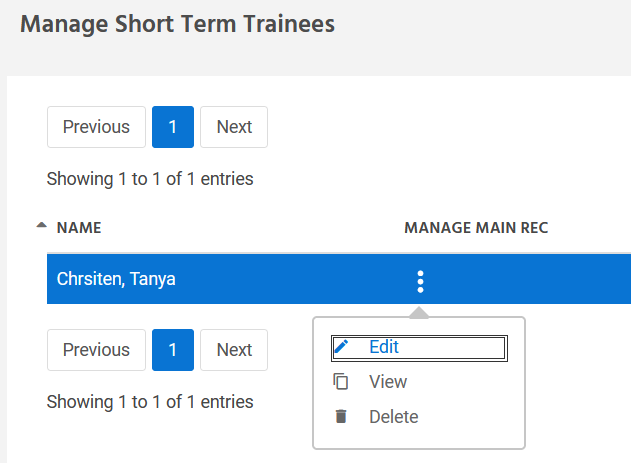 Manage Short Term Trainees
Previous 1 Next
Showing 1 to 1 of 1 entries
NAME MANAGE MAIN REC
Chrsiten, Tanya
Edit
Previous 1 Next
View
Showing 1 to 1 of 1 entries
Delete